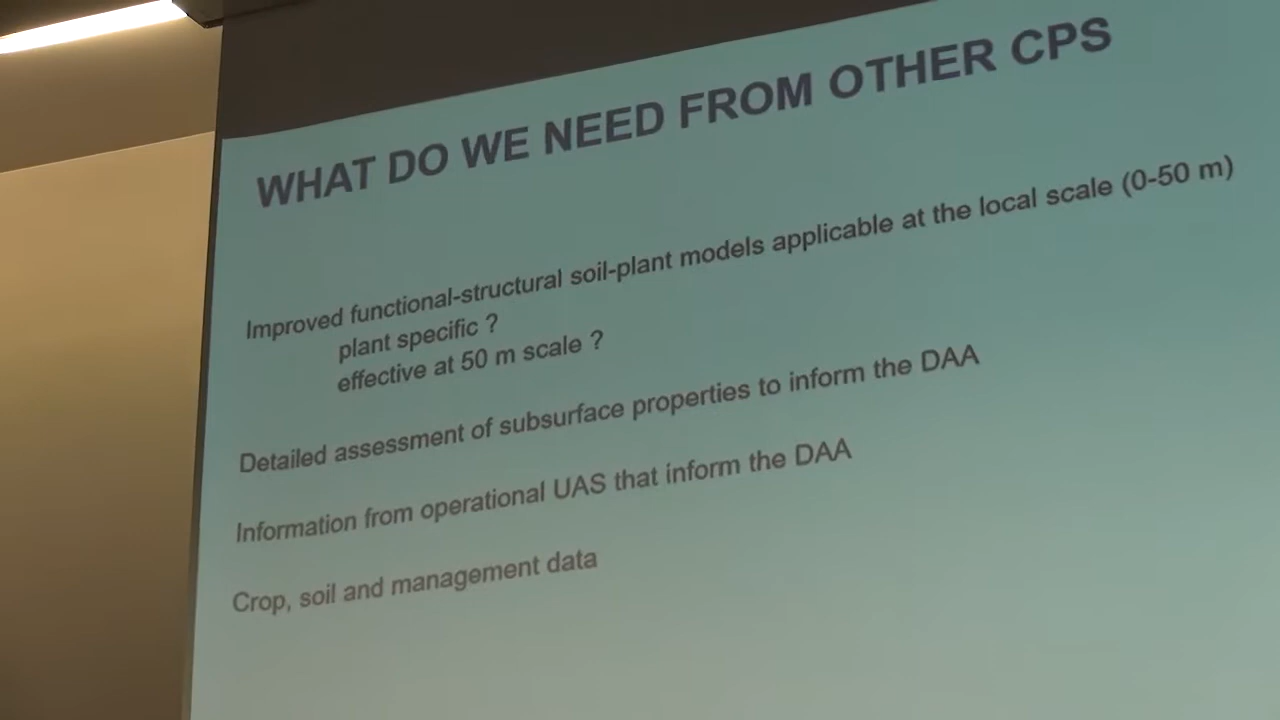 WHAT DO WE NEED FROM OTHER CPS
Improved functional-structural soil-plant models applicable at the local scale (0-50 m)
plant specific ?
effective at 50 m scale ?
Detailed assessment of subsurface properties to inform the DAA
Information from operational UAS that inform the DAA
Crop, soil and management data